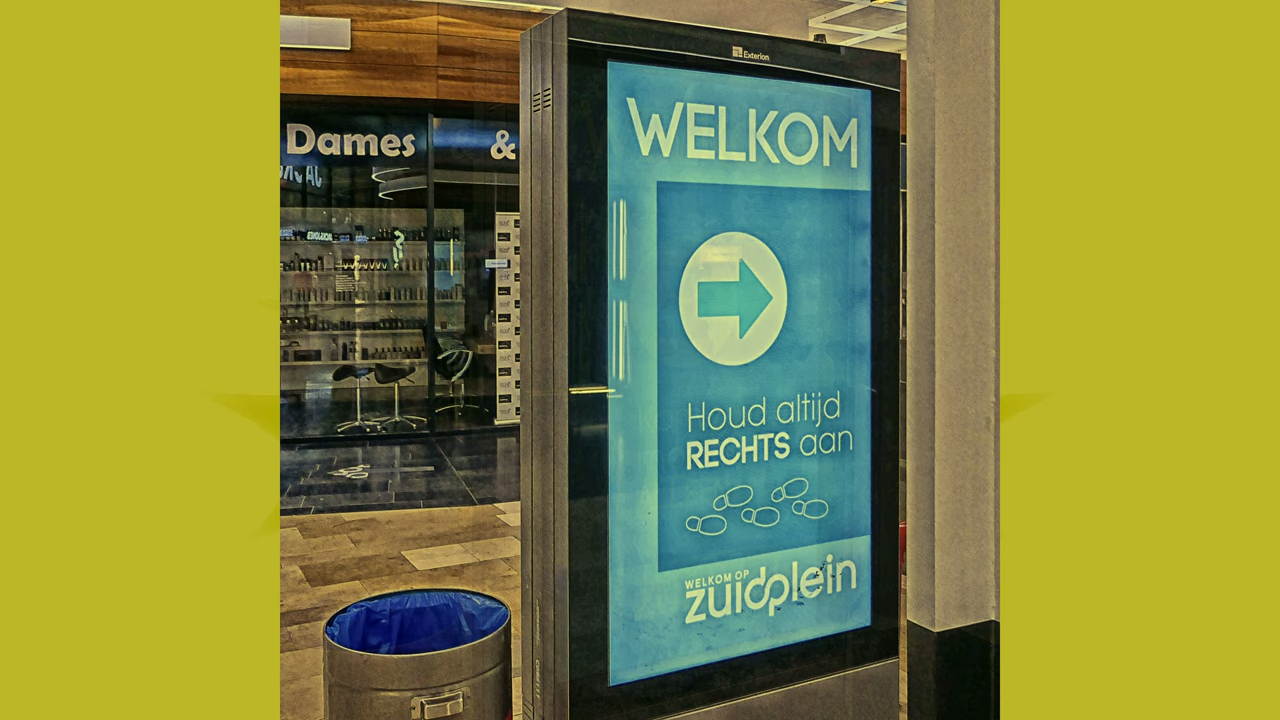 Exterion
WELKOM
Houd altijd
RECHTS aan
WELKOM OP
zuidplein
Dames &